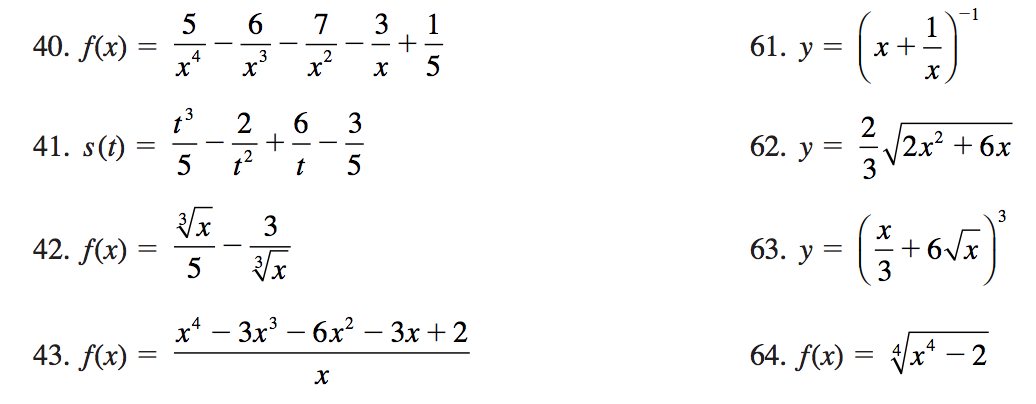 40. f(x) = 5/x⁴ − 6/x³ − 7/x² − 3/x + 1/5
41. s(t) = t³/5 − 2/t² + 6/t − 3/5
42. f(x) = ∛x/5 − 3/∛x
43. f(x) = (x⁴ − 3x³ − 6x² − 3x + 2)/x
61. y = (x + 1/x)⁻¹
62. y = 2/3 √(2x² + 6x)
63. y = (x/3 + 6√x)³
64. f(x) = ∜(x⁴ − 2)